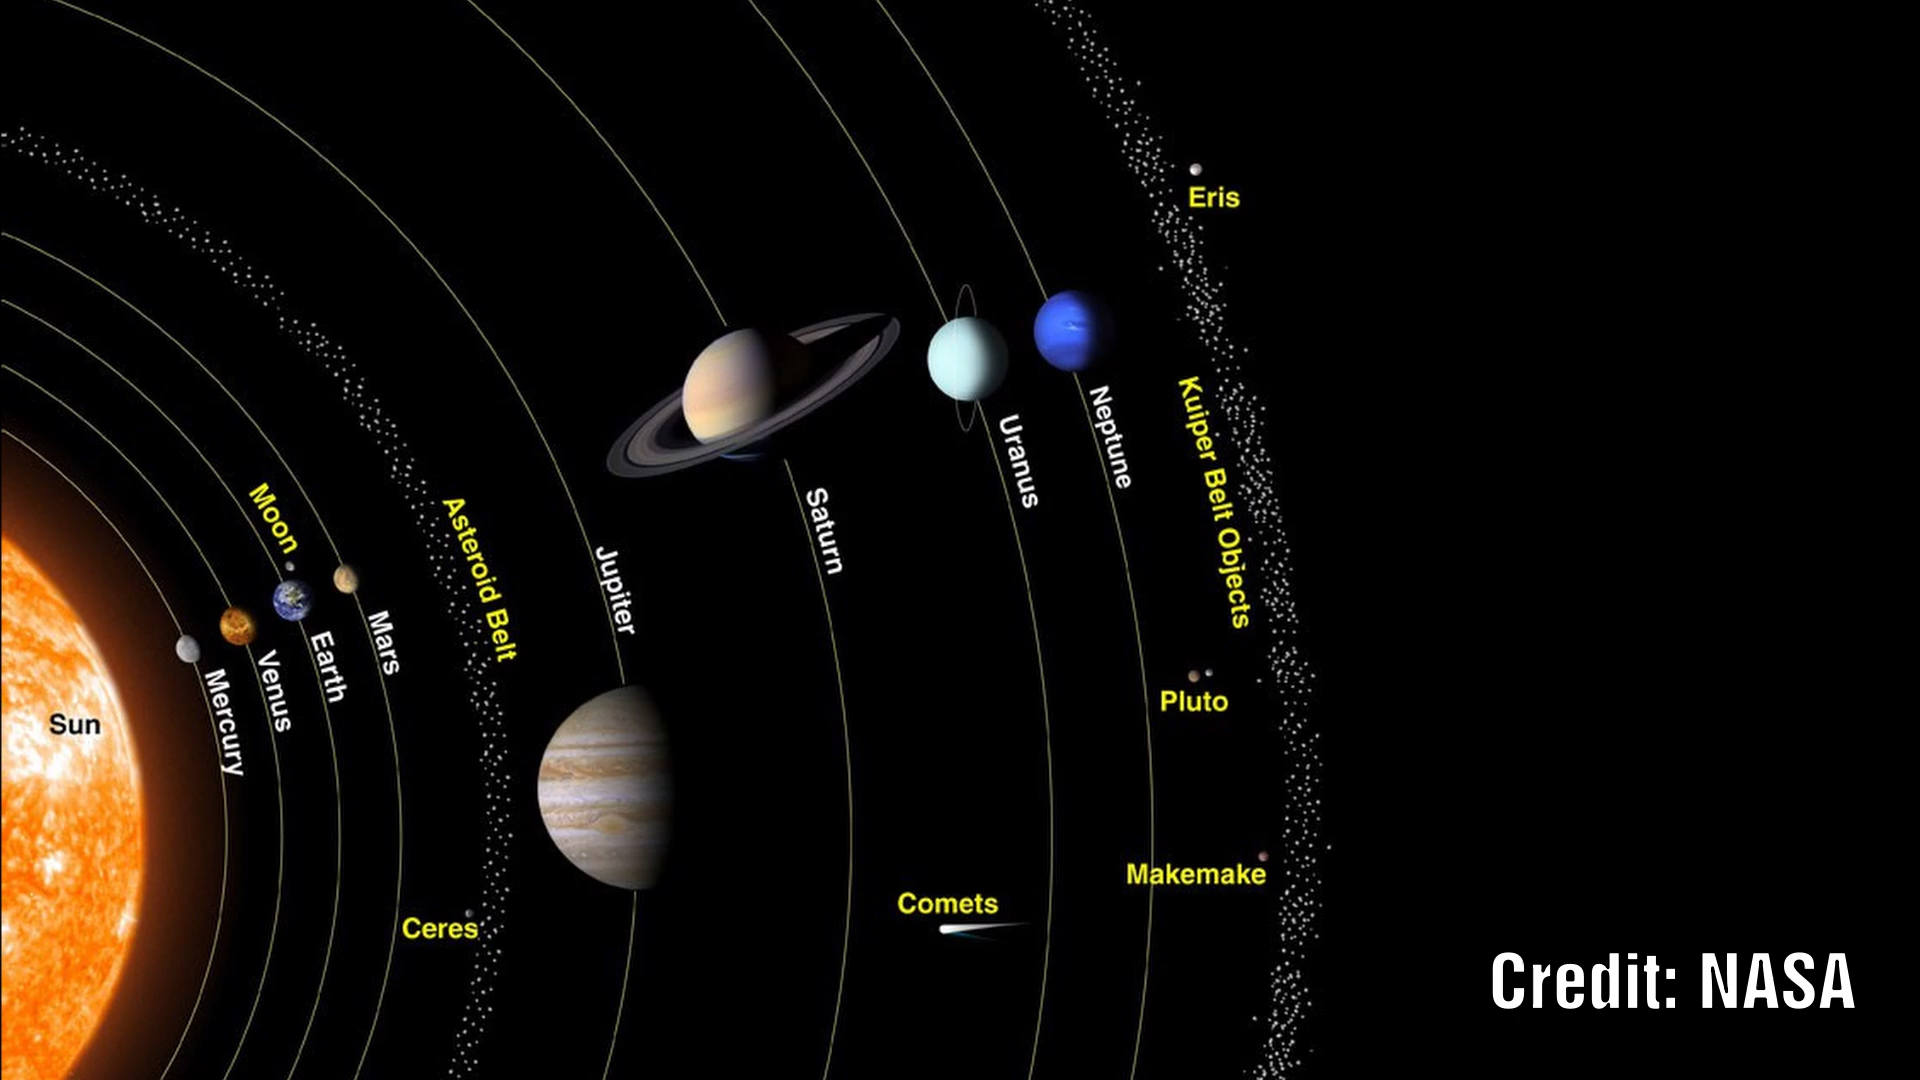 Sun
Mercury
Venus
Earth
Moon
Mars
Asteroid Belt
Ceres
Jupiter
Saturn
Uranus
Neptune
Comets
Kuiper Belt Objects
Eris
Pluto
Makemake
Credit: NASA